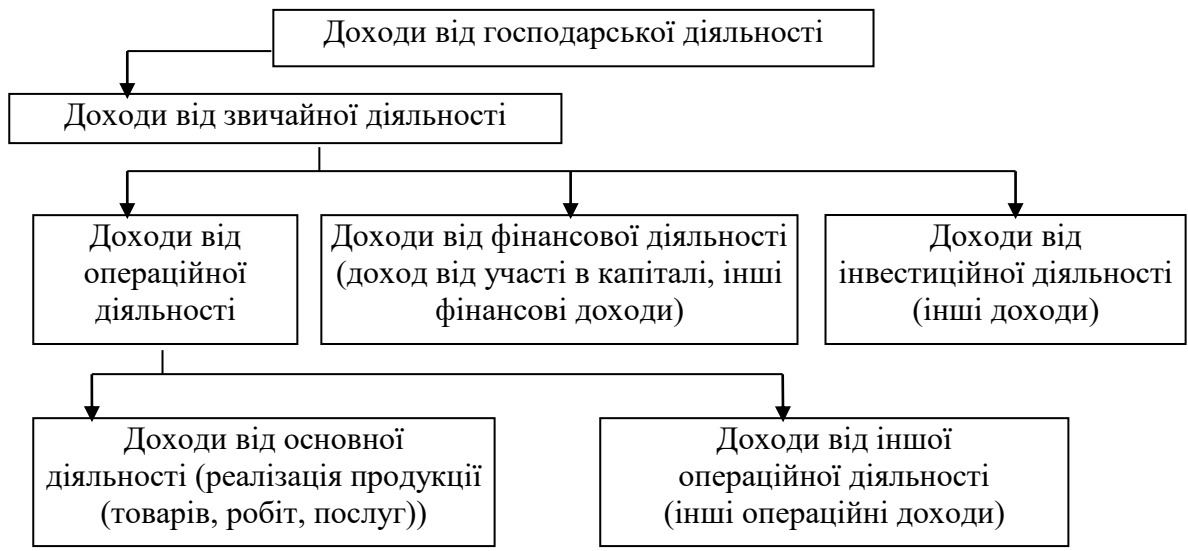 Доходи від господарської діяльності
Доходи від звичайної діяльності
Доходи від
операційної
діяльності
Доходи від фінансової діяльності
(доход від участі в капіталі, інші
фінансові доходи)
Доходи від
інвестиційної діяльності
(інші доходи)
Доходи від основної
діяльності (реалізація продукції
(товарів, робіт, послуг))
Доходи від іншої
операційної діяльності
(інші операційні доходи)